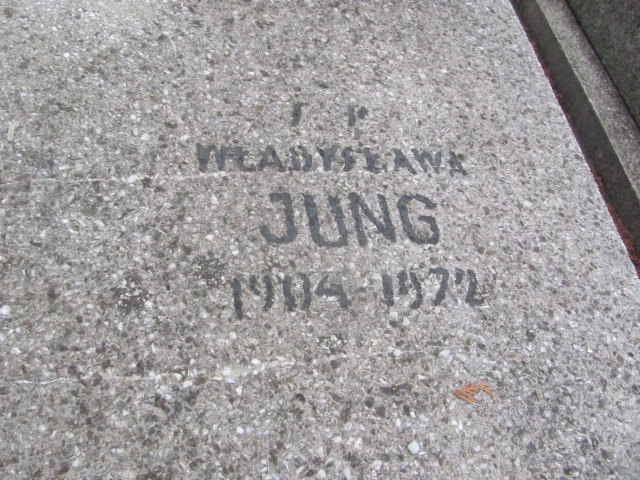 Ś P
WŁADYSŁAWA
JUNG
1904-1972